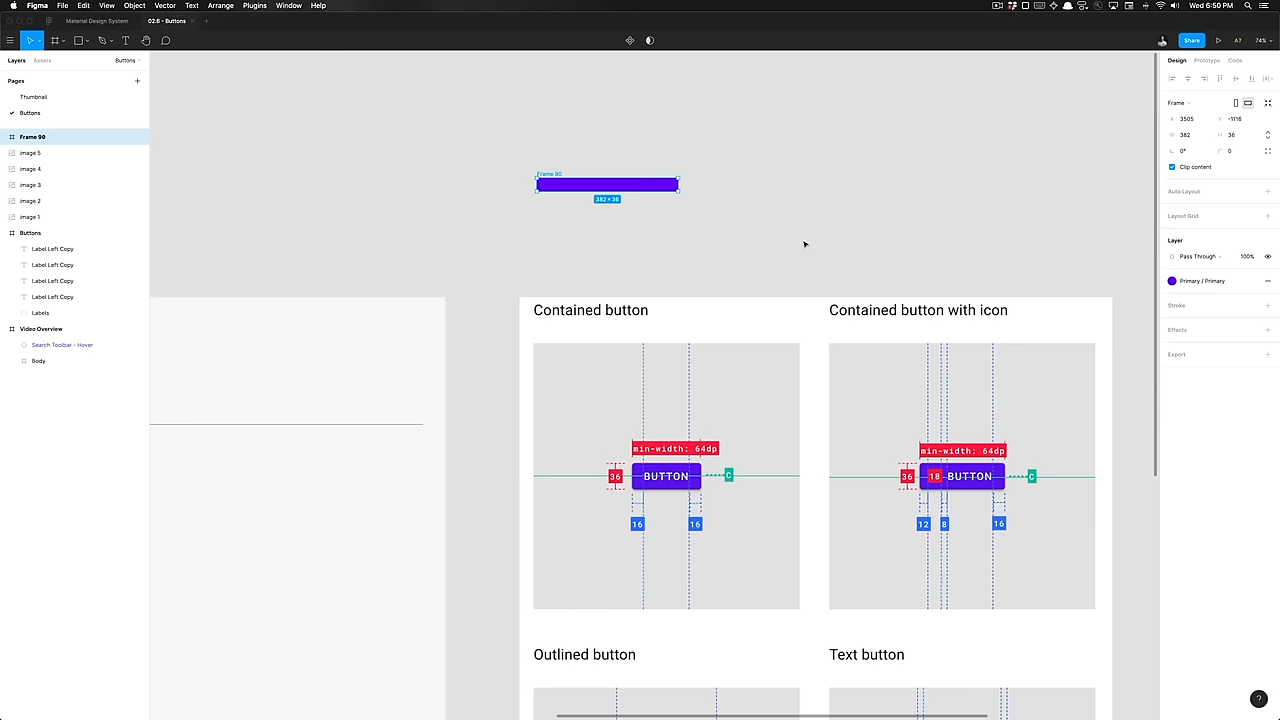 Figma File Edit View Object Vector Text Arrange Plugins Window Help Wed 6:50 PM
Material Design System 02.6 - Buttons × +
Share A? 74%
Layers Assets Buttons
Pages +
Thumbnail
Buttons
Frame 90
image 5
image 4
image 3
image 2
image 1
Buttons
Label Left Copy
Label Left Copy
Label Left Copy
Label Left Copy
Labels
Video Overview
Search Toolbar - Hover
Body
Frame 90
382 × 36
Contained button
Contained button with icon
min-width: 64dp
36 BUTTON C
16 16
min-width: 64dp
36 18 BUTTON C
12 8 16
Outlined button
Text button
Design Prototype Code
Frame
X 3505 Y -1116
W 382 H 36
0° 0
Clip content
Auto Layout +
Layout Grid +
Layer
Pass Through 100%
Primary / Primary
Stroke +
Effects +
Export +
?